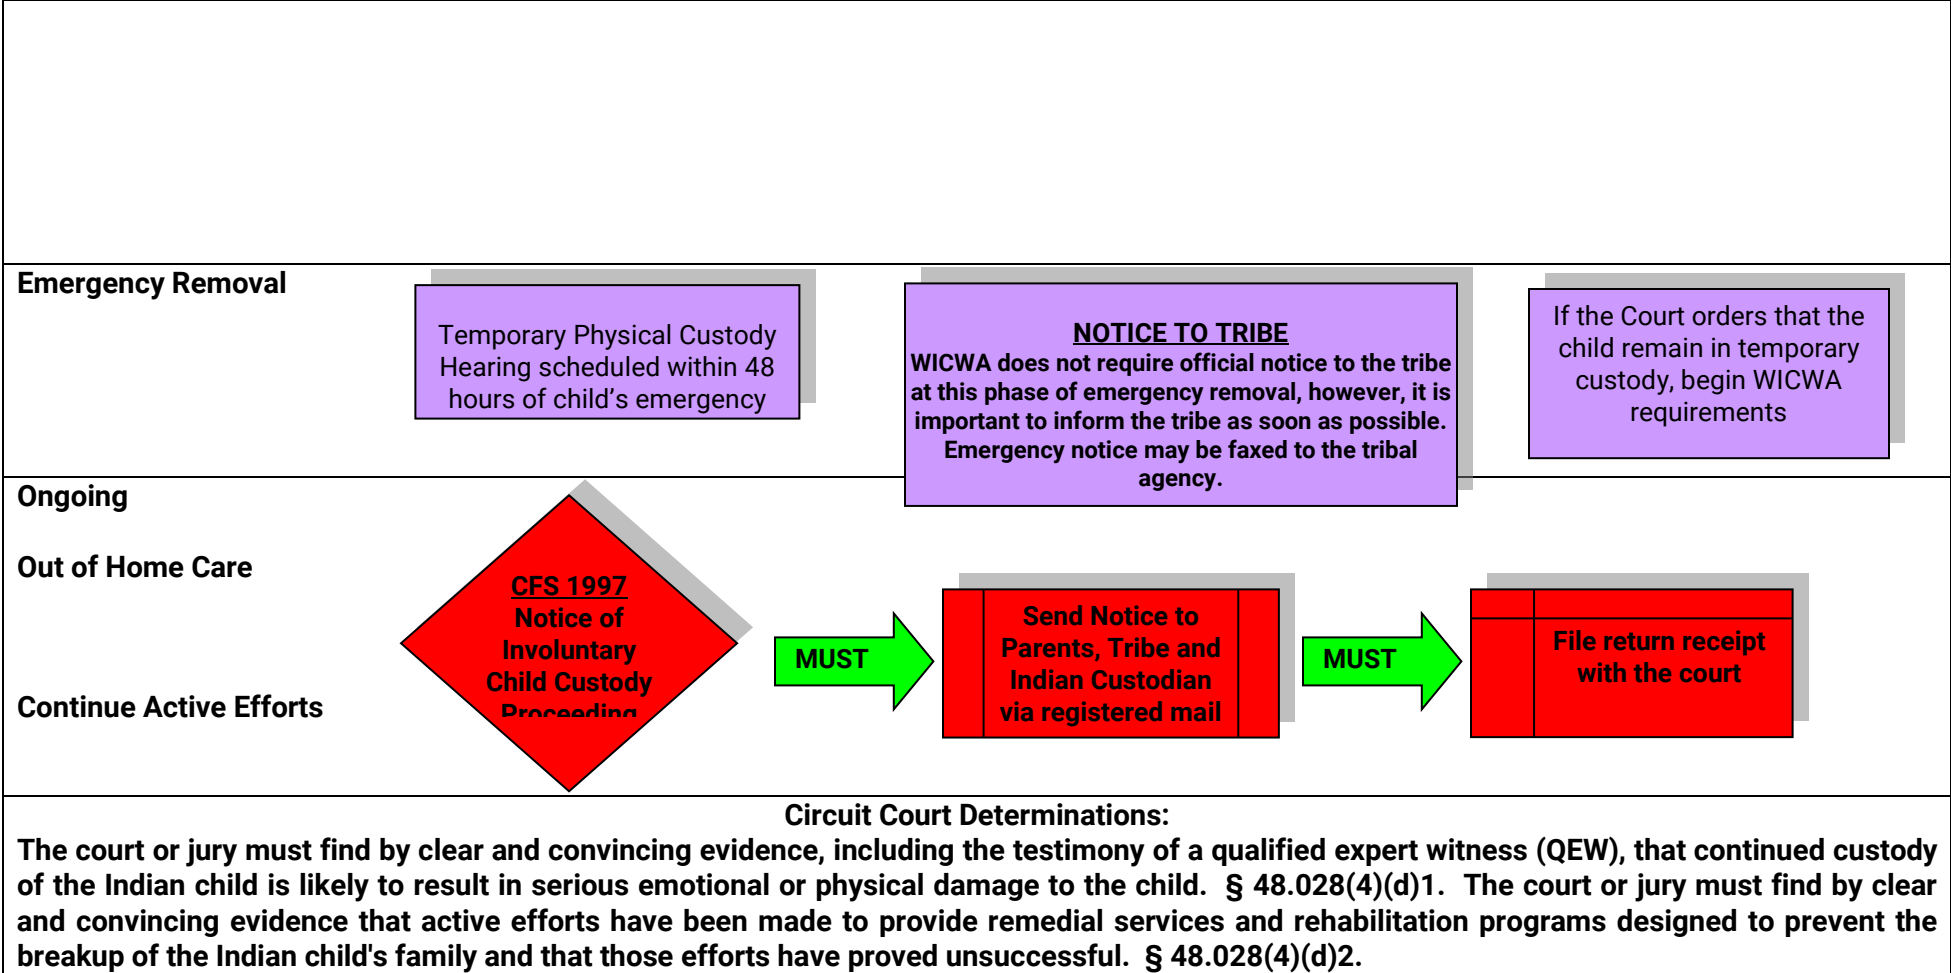 Emergency Removal
Temporary Physical Custody
Hearing scheduled within 48
hours of child’s emergency
NOTICE TO TRIBE
WICWA does not require official notice to the tribe
at this phase of emergency removal, however, it is
important to inform the tribe as soon as possible.
Emergency notice may be faxed to the tribal
agency.
If the Court orders that the
child remain in temporary
custody, begin WICWA
requirements
Ongoing
Out of Home Care
Continue Active Efforts
CFS 1997
Notice of
Involuntary
Child Custody
Proceeding
MUST
Send Notice to
Parents, Tribe and
Indian Custodian
via registered mail
MUST
File return receipt
with the court
Circuit Court Determinations:
The court or jury must find by clear and convincing evidence, including the testimony of a qualified expert witness (QEW), that continued custody
of the Indian child is likely to result in serious emotional or physical damage to the child.  § 48.028(4)(d)1.  The court or jury must find by clear
and convincing evidence that active efforts have been made to provide remedial services and rehabilitation programs designed to prevent the
breakup of the Indian child's family and that those efforts have proved unsuccessful.  § 48.028(4)(d)2.